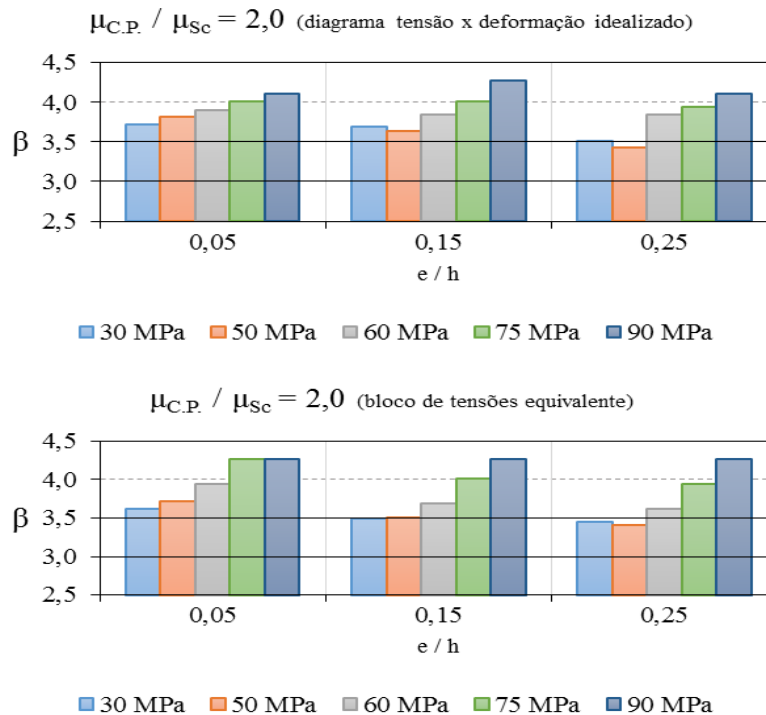 μC.P. / μSc = 2,0 (diagrama tensão x deformação idealizado)
4,5
4,0
3,5
3,0
2,5
β
0,05 0,15 0,25
e / h
30 MPa 50 MPa 60 MPa 75 MPa 90 MPa
μC.P. / μSc = 2,0 (bloco de tensões equivalente)
4,5
4,0
3,5
3,0
2,5
β
0,05 0,15 0,25
e / h
30 MPa 50 MPa 60 MPa 75 MPa 90 MPa